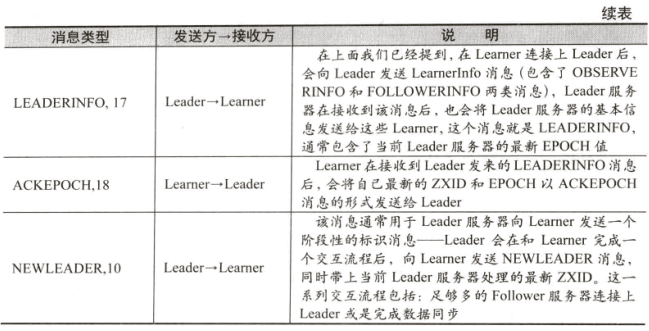 续表
消息类型 发送方→接收方 说 明
在上面我们已经提到,在 Learner 连接上 Leader 后,
会向 Leader 发送 LearnerInfo 消息(包含了 OBSERVE
RINFO 和 FOLLOWERINFO 两类消息),Leader 服务
LEADERINFO, 17 Leader→Learner 器在接收到该消息后,也会将 Leader 服务器的基本信
息发送给这些 Learner,这个消息就是 LEADERINFO,
通常包含了当前 Leader 服务器的最新 EPOCH 值
Learner 在接收到 Leader 发来的 LEADERINFO 消息
ACKEPOCH,18 Learner→Leader 后,会将自己最新的 ZXID 和 EPOCH 以 ACKEPOCH
消息的形式发送给 Leader
该消息通常用于 Leader 服务器向 Learner 发送一个
阶段性的标识消息——Leader 会在和 Learner 完成一
个交互流程后,向 Learner 发送 NEWLEADER 消息,
NEWLEADER,10 Leader→Learner 同时带上当前 Leader 服务器处理的最新 ZXID。这一
系列交互流程包括:足够多的 Follower 服务器连接上
Leader 或是完成数据同步